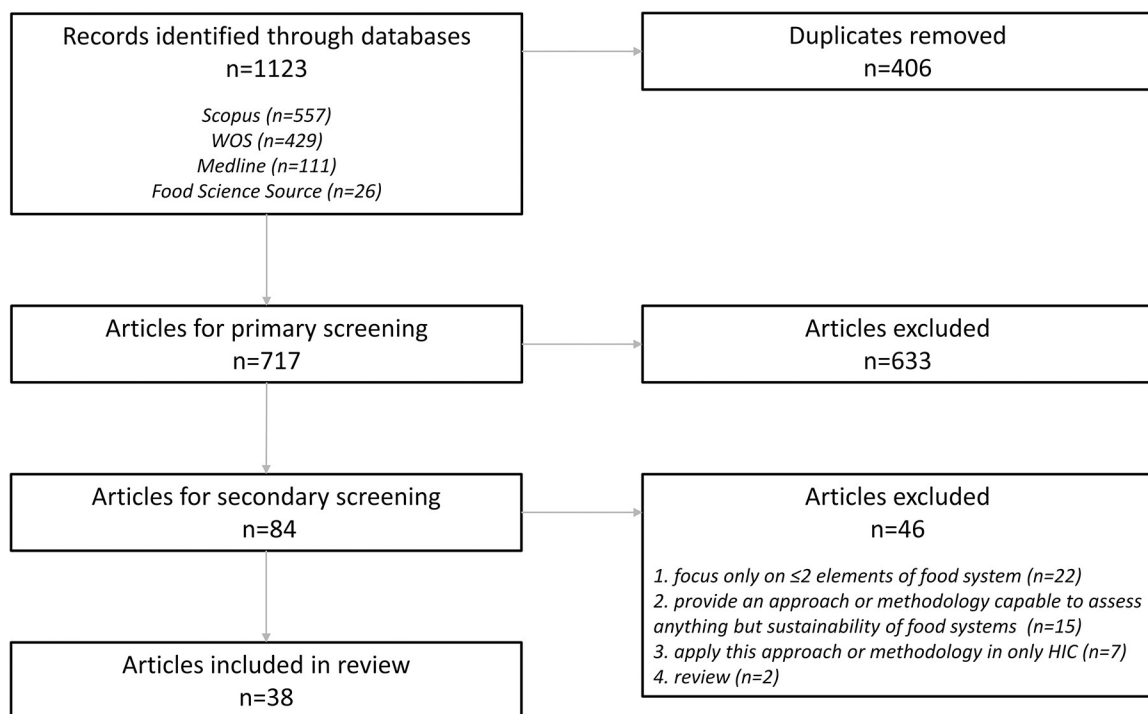 Records identified through databases
n=1123
Scopus (n=557)
WOS (n=429)
Medline (n=111)
Food Science Source (n=26)
Duplicates removed
n=406
Articles for primary screening
n=717
Articles excluded
n=633
Articles for secondary screening
n=84
Articles excluded
n=46
1. focus only on ≤2 elements of food system (n=22)
2. provide an approach or methodology capable to assess
anything but sustainability of food systems  (n=15)
3. apply this approach or methodology in only HIC (n=7)
4. review (n=2)
Articles included in review
n=38